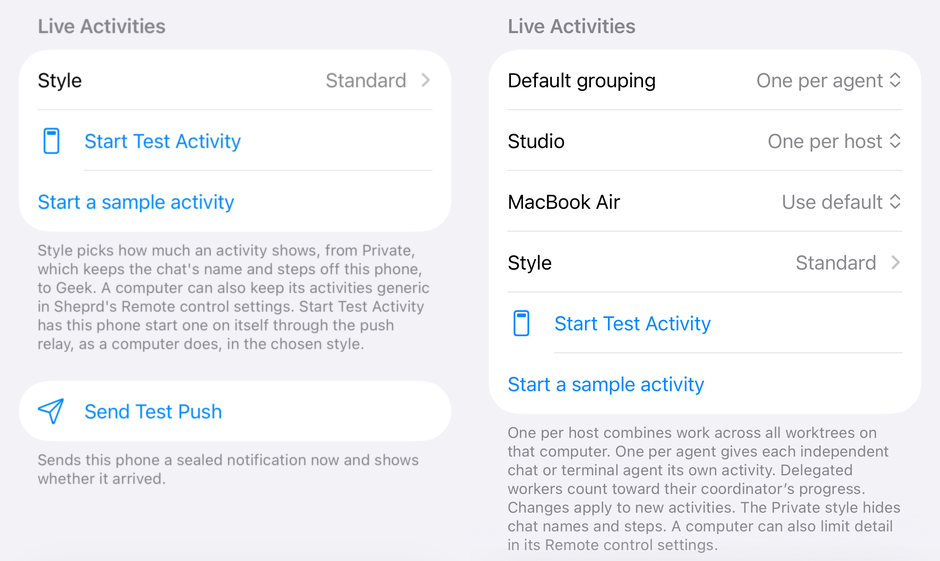 Live Activities
Style
Standard
Start Test Activity
Start a sample activity
Style picks how much an activity shows, from Private,
which keeps the chat's name and steps off this phone,
to Geek. A computer can also keep its activities generic
in Sheprd's Remote control settings. Start Test Activity
has this phone start one on itself through the push
relay, as a computer does, in the chosen style.
Send Test Push
Sends this phone a sealed notification now and shows
whether it arrived.
Live Activities
Default grouping
One per agent
Studio
One per host
MacBook Air
Use default
Style
Standard
Start Test Activity
Start a sample activity
One per host combines work across all worktrees on
that computer. One per agent gives each independent
chat or terminal agent its own activity. Delegated
workers count toward their coordinator’s progress.
Changes apply to new activities. The Private style hides
chat names and steps. A computer can also limit detail
in its Remote control settings.